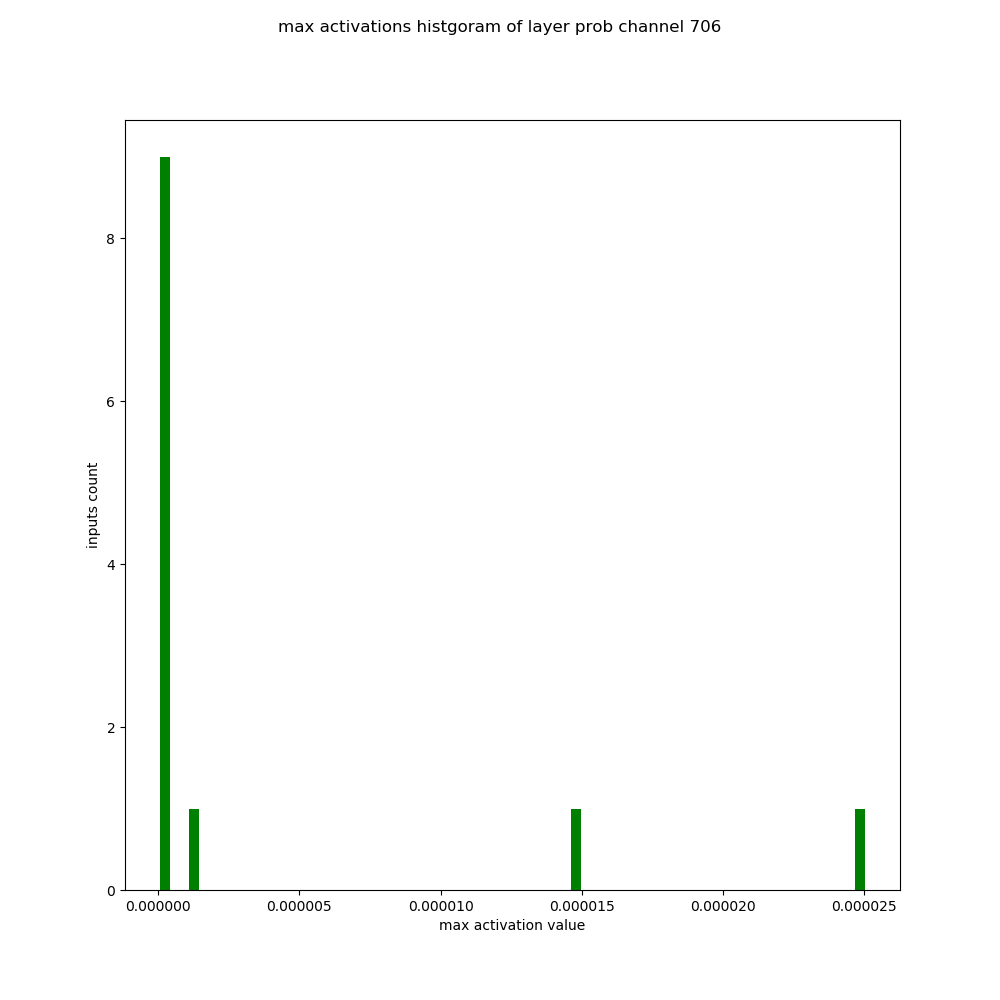 max activations histgoram of layer prob channel 706
8
6
4
2
0
inputs count
0.000000 0.000005 0.000010 0.000015 0.000020 0.000025
max activation value